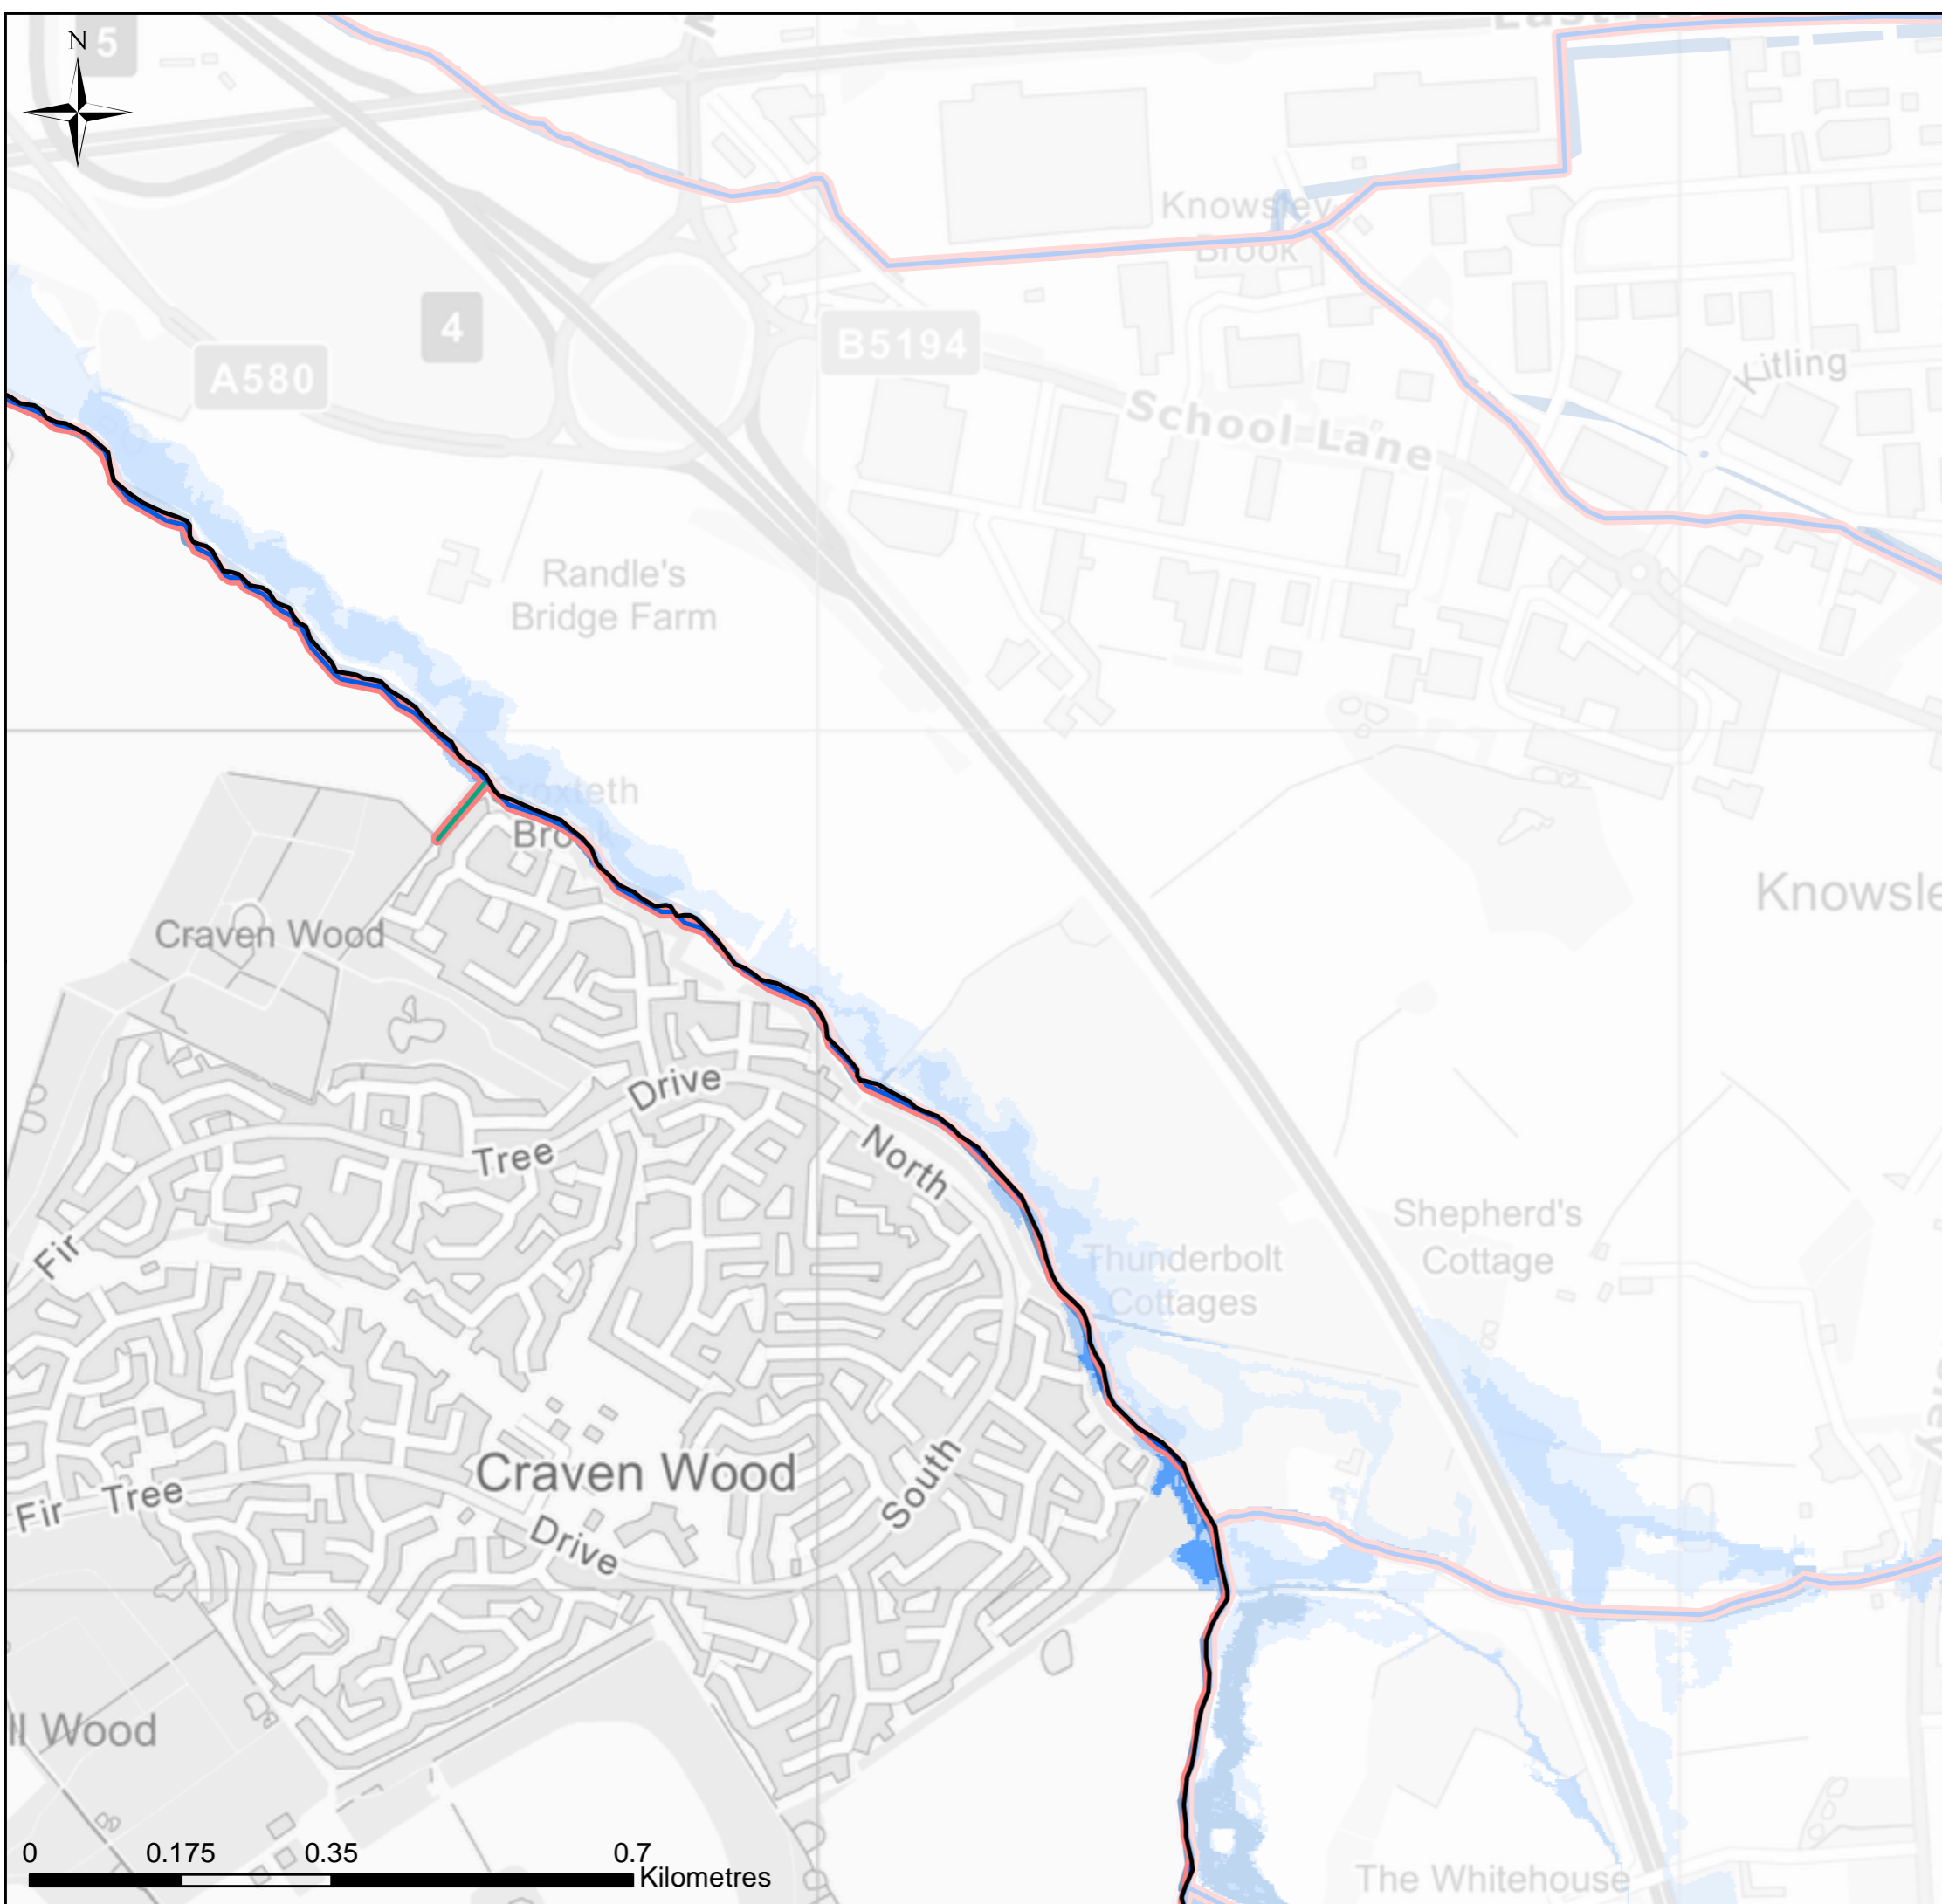 N
5
Knowsley
Brook
4
A580
B5194
Kitling
School Lane
Randle's
Bridge Farm
Croxteth
Brook
Knowsle
Craven Wood
Drive
Tree
North
Fir
Shepherd's
Cottage
Thunderbolt
Cottages
Craven Wood
South
Fir Tree
Drive
ll Wood
0 0.175 0.35 0.7
Kilometres
The Whitehouse